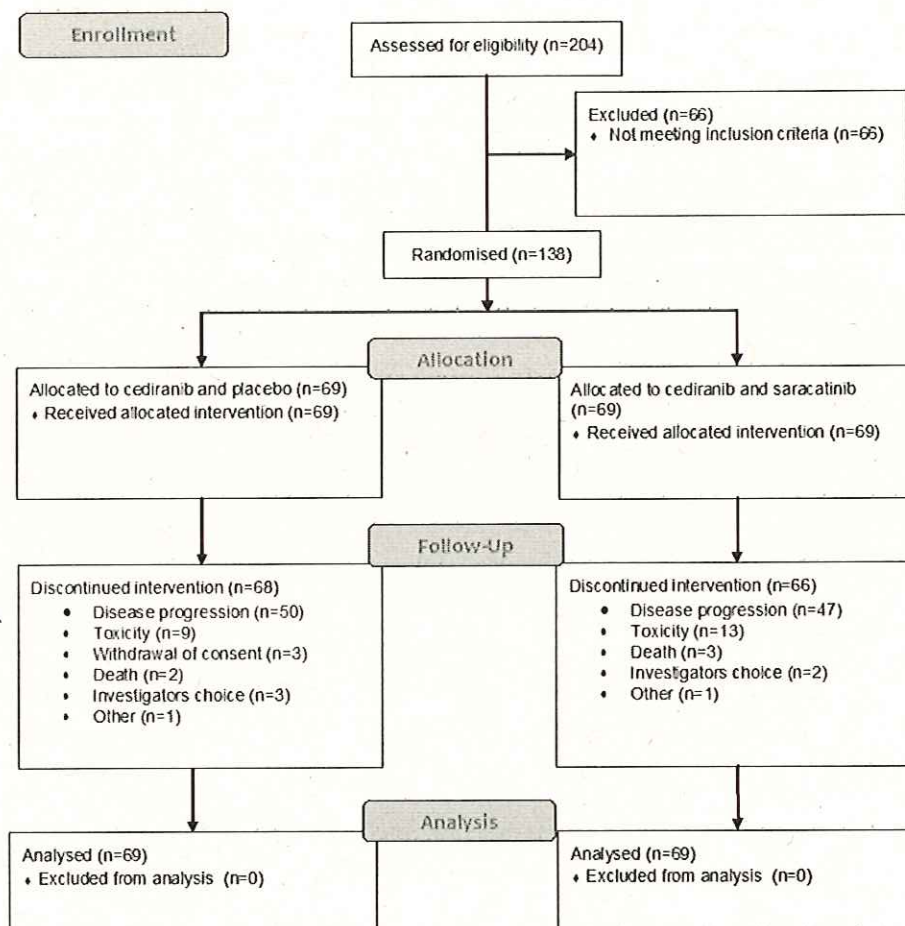 Enrollment
Assessed for eligibility (n=204)
Excluded (n=66)
♦ Not meeting inclusion criteria (n=66)
Randomised (n=138)
Allocation
Allocated to cediranib and placebo (n=69)
♦ Received allocated intervention (n=69)
Allocated to cediranib and saracatinib
(n=69)
♦ Received allocated intervention (n=69)
Follow-Up
Discontinued intervention (n=68)
• Disease progression (n=50)
• Toxicity (n=9)
• Withdrawal of consent (n=3)
• Death (n=2)
• Investigators choice (n=3)
• Other (n=1)
Discontinued intervention (n=66)
• Disease progression (n=47)
• Toxicity (n=13)
• Death (n=3)
• Investigators choice (n=2)
• Other (n=1)
Analysis
Analysed (n=69)
♦ Excluded from analysis (n=0)
Analysed (n=69)
♦ Excluded from analysis (n=0)